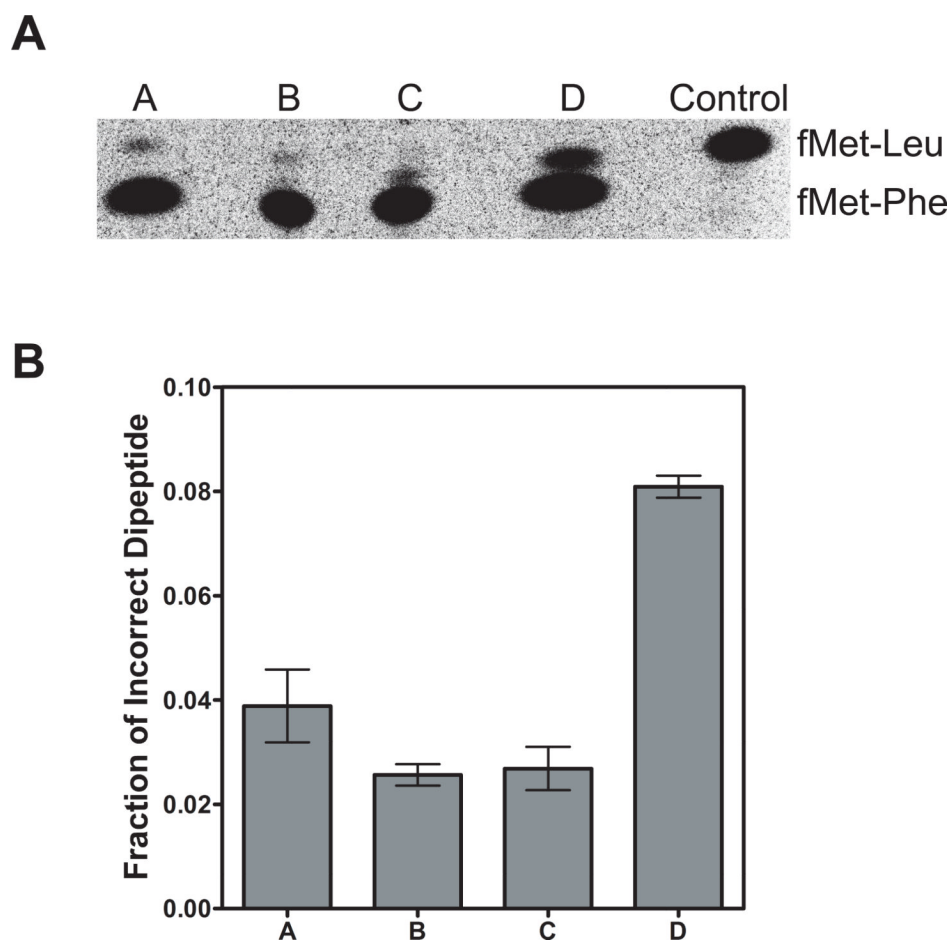 A
A B C D Control
fMet-Leu
fMet-Phe
B
Fraction of Incorrect Dipeptide
0.10
0.08
0.06
0.04
0.02
0.00
A B C D